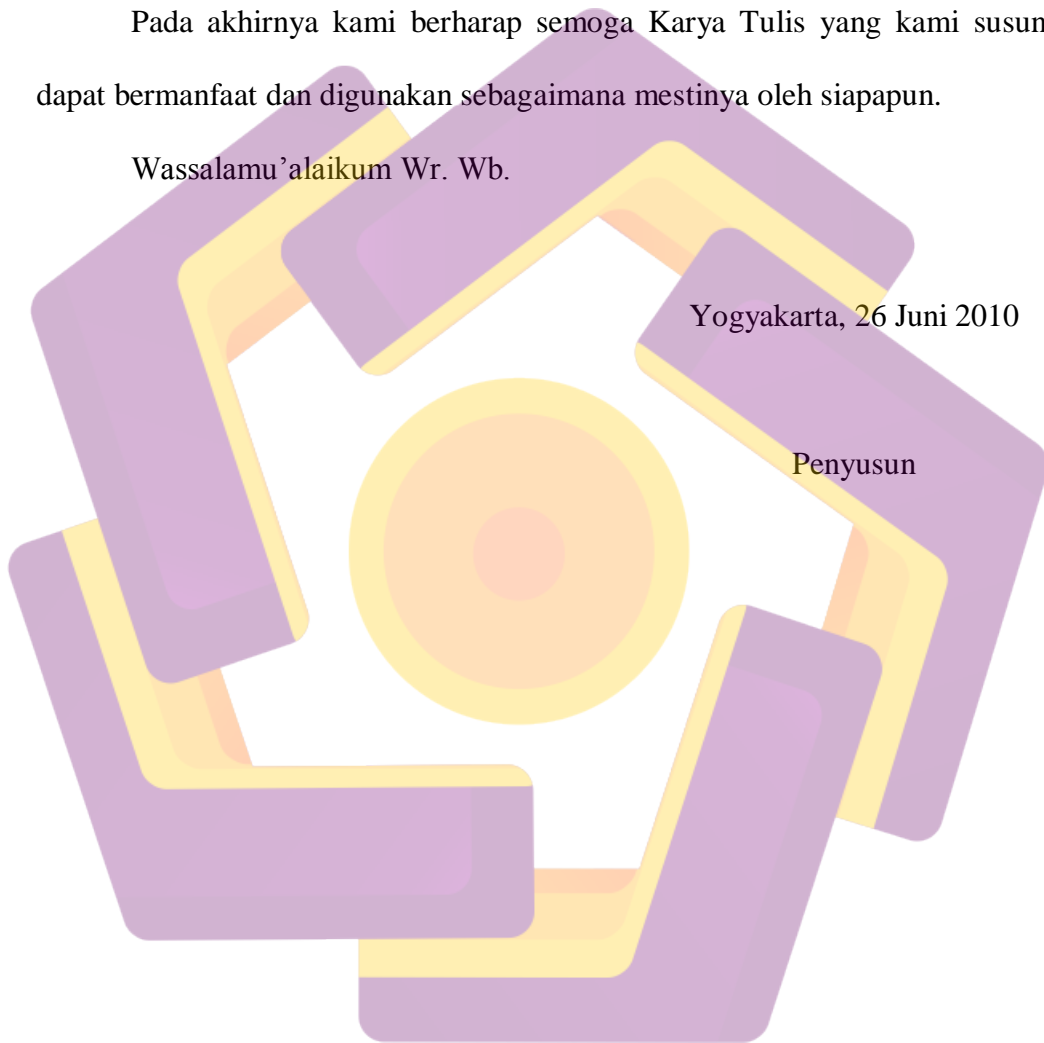 Pada akhirnya kami berharap semoga Karya Tulis yang kami susun
dapat bermanfaat dan digunakan sebagaimana mestinya oleh siapapun.
Wassalamu’alaikum Wr. Wb.
Yogyakarta, 26 Juni 2010
Penyusun